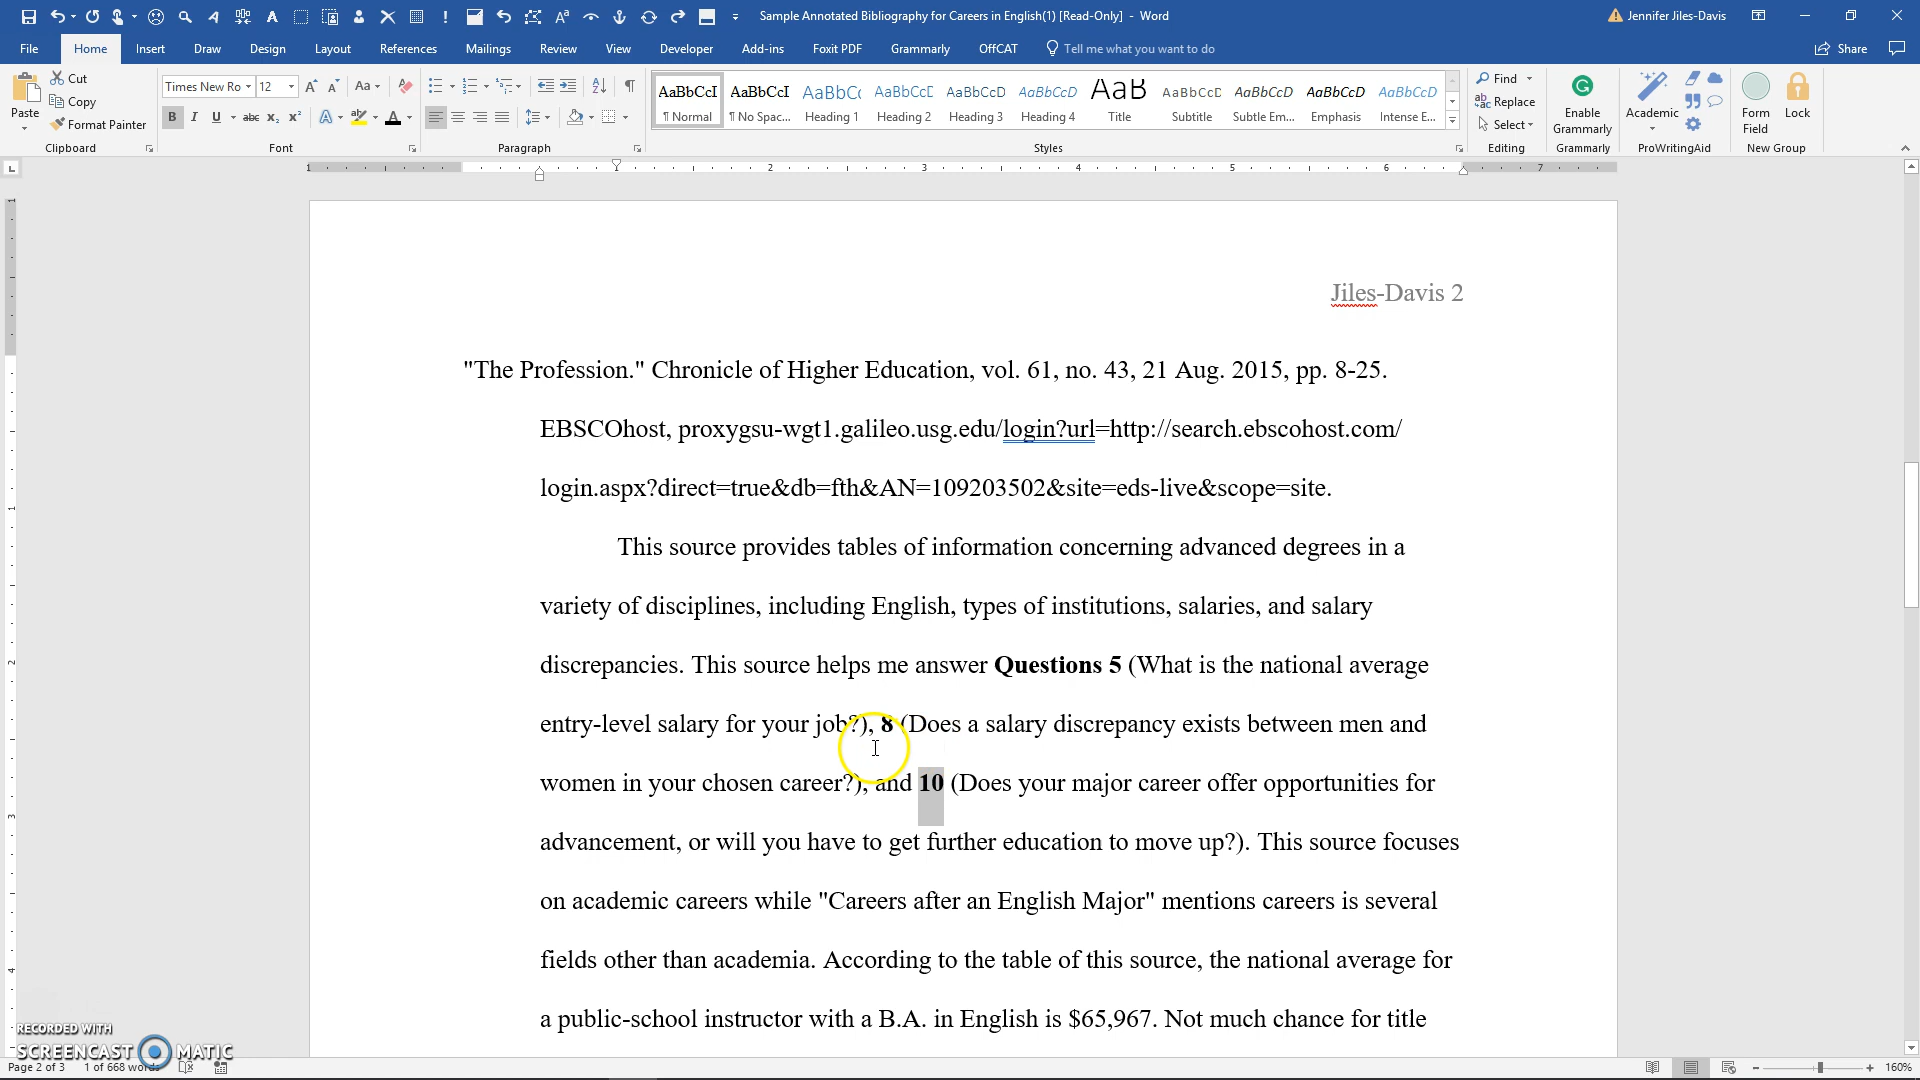 Sample Annotated Bibliography for Careers in English(1) [Read-Only] - Word
Jennifer Jiles-Davis
File Home Insert Draw Design Layout References Mailings Review View Developer Add-ins Foxit PDF Grammarly OffCAT Tell me what you want to do Share
Paste
Cut
Copy
Format Painter
Clipboard
Times New Ro 12
Font
Paragraph
AaBbCcI AaBbCcI AaBbCc AaBbCcE AaBbCcD AaBbCcD AaB AaBbCcD AaBbCcD AaBbCcD AaBbCcD
¶ Normal ¶ No Spac... Heading 1 Heading 2 Heading 3 Heading 4 Title Subtitle Subtle Em... Emphasis Intense E...
Styles
Find
Replace
Select
Editing
Enable Grammarly
Grammarly
Academic
ProWritingAid
Form Field
Lock
New Group
1 1 2 3 4 5 6 7
Jiles-Davis 2
"The Profession." Chronicle of Higher Education, vol. 61, no. 43, 21 Aug. 2015, pp. 8-25.
EBSCOhost, proxygsu-wgt1.galileo.usg.edu/login?url=http://search.ebscohost.com/
login.aspx?direct=true&db=fth&AN=109203502&site=eds-live&scope=site.
This source provides tables of information concerning advanced degrees in a
variety of disciplines, including English, types of institutions, salaries, and salary
discrepancies. This source helps me answer Questions 5 (What is the national average
entry-level salary for your job?), 8 (Does a salary discrepancy exists between men and
women in your chosen career?), and 10 (Does your major career offer opportunities for
advancement, or will you have to get further education to move up?). This source focuses
on academic careers while "Careers after an English Major" mentions careers is several
fields other than academia. According to the table of this source, the national average for
a public-school instructor with a B.A. in English is $65,967. Not much chance for title
RECORDED WITH
SCREENCAST MATIC
Page 2 of 3 1 of 668 words
160%